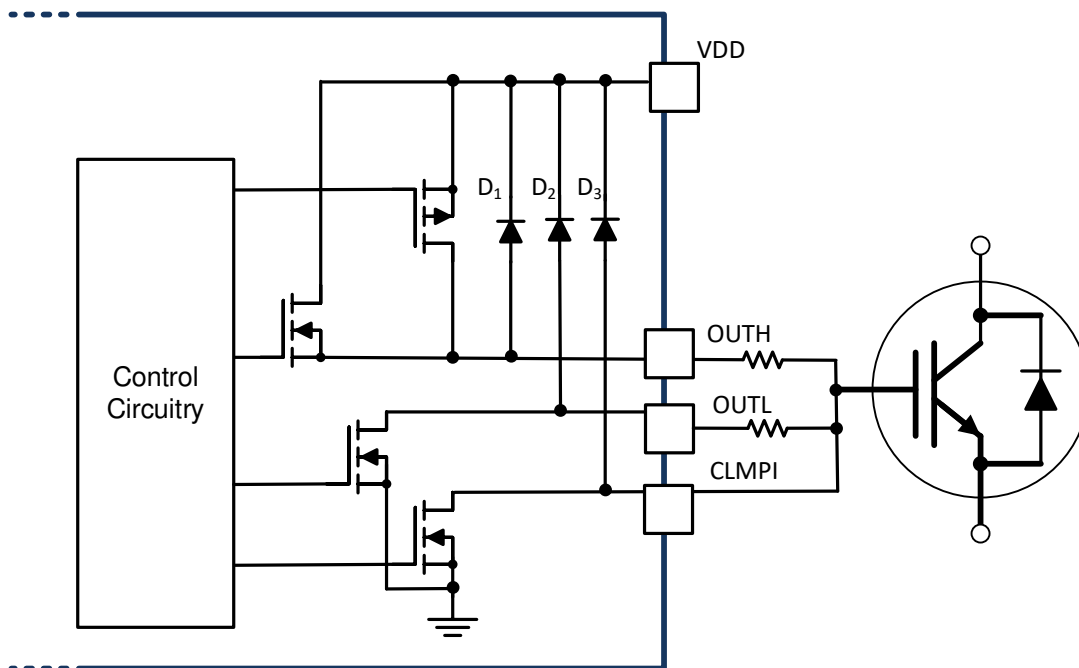 VDD
D₁ D₂ D₃
OUTH
Control
Circuitry
OUTL
CLMPI